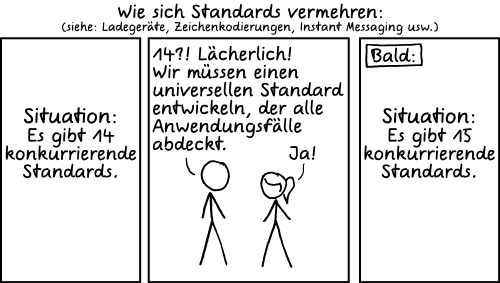 Wie sich Standards vermehren:
(siehe: Ladegeräte, Zeichenkodierungen, Instant Messaging usw.)
Situation:
Es gibt 14
konkurrierende
Standards.
14?! Lächerlich!
Wir müssen einen
universellen Standard
entwickeln, der alle
Anwendungsfälle
abdeckt.
Ja!
Bald:
Situation:
Es gibt 15
konkurrierende
Standards.